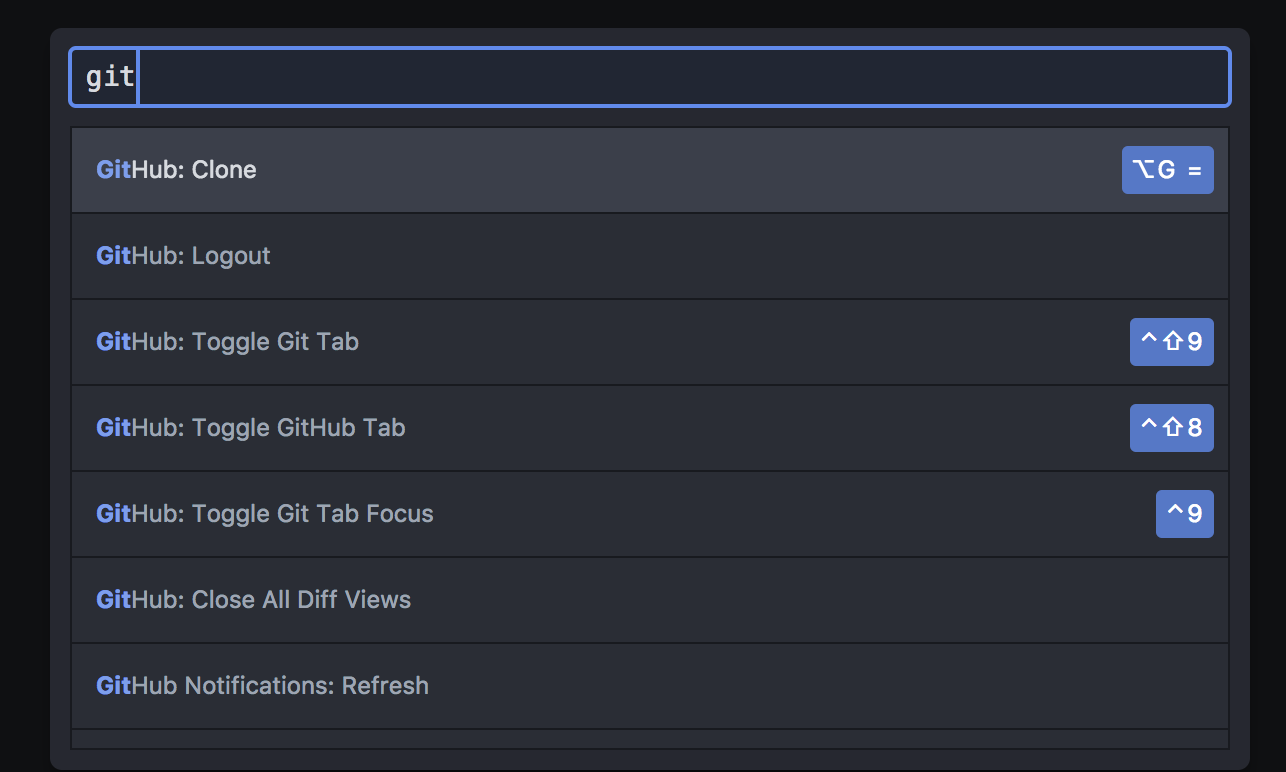 git
GitHub: Clone ⌥G =
GitHub: Logout
GitHub: Toggle Git Tab ^⇧9
GitHub: Toggle GitHub Tab ^⇧8
GitHub: Toggle Git Tab Focus ^9
GitHub: Close All Diff Views
GitHub Notifications: Refresh